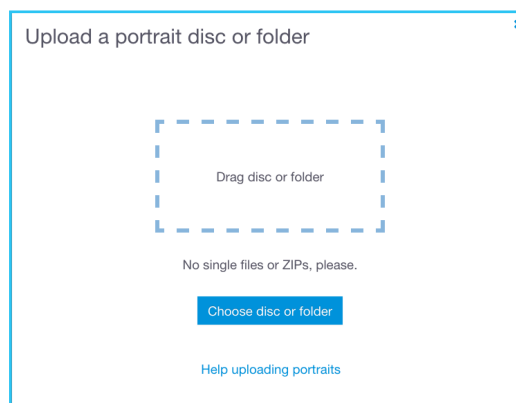 Upload a portrait disc or folder
Drag disc or folder
No single files or ZIPs, please.
Choose disc or folder
Help uploading portraits